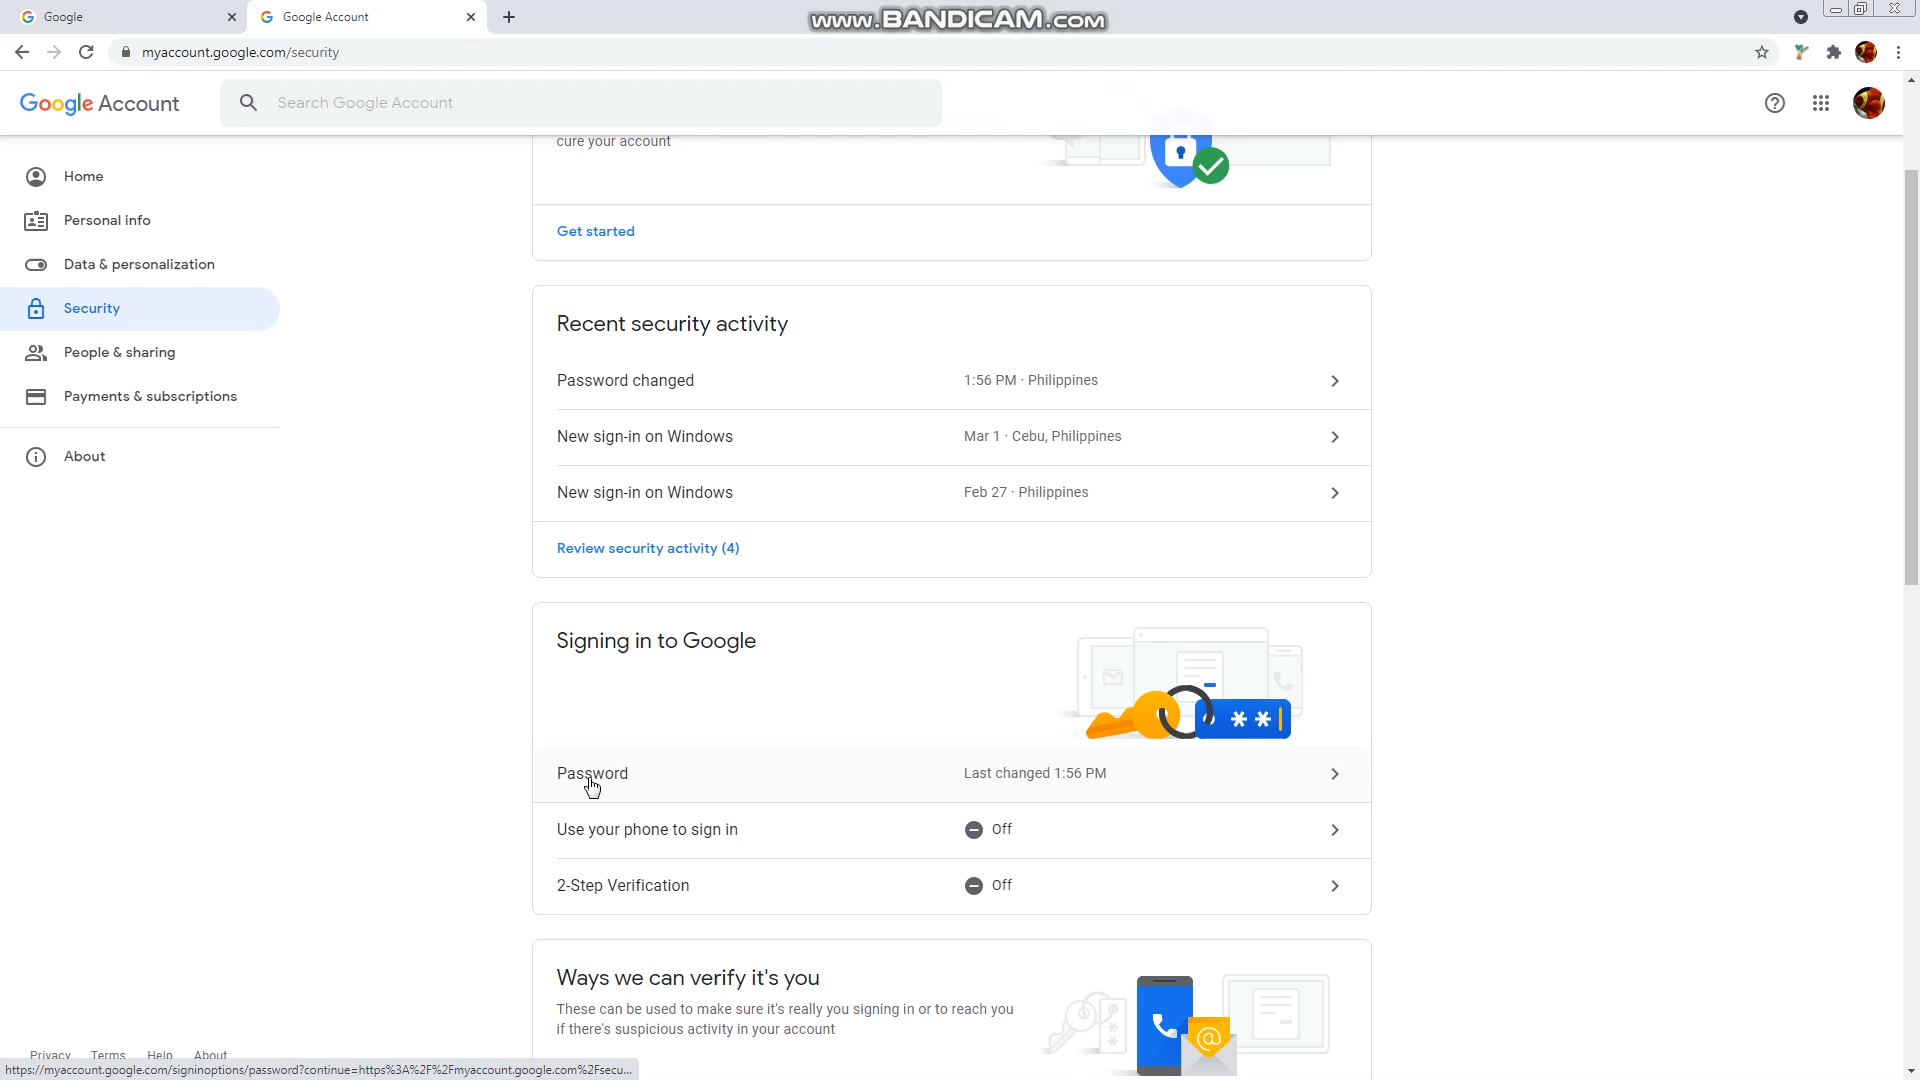 Google
Google Account
www.BANDICAM.com
myaccount.google.com/security
Google Account
Search Google Account
Home
Personal info
Data & personalization
Security
People & sharing
Payments & subscriptions
About
cure your account
Get started
Recent security activity
Password changed
1:56 PM · Philippines
New sign-in on Windows
Mar 1 · Cebu, Philippines
New sign-in on Windows
Feb 27 · Philippines
Review security activity (4)
Signing in to Google
**
Password
Last changed 1:56 PM
Use your phone to sign in
Off
2-Step Verification
Off
Ways we can verify it's you
These can be used to make sure it's really you signing in or to reach you
if there's suspicious activity in your account
@
Privacy Terms Help About
https://myaccount.google.com/signinoptions/password?continue=https%3A%2F%2Fmyaccount.google.com%2Fsecu...